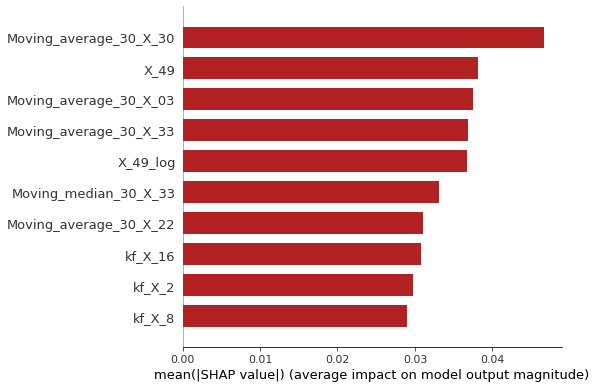 Moving_average_30_X_30
X_49
Moving_average_30_X_03
Moving_average_30_X_33
X_49_log
Moving_median_30_X_33
Moving_average_30_X_22
kf_X_16
kf_X_2
kf_X_8
0.00 0.01 0.02 0.03 0.04
mean(|SHAP value|) (average impact on model output magnitude)